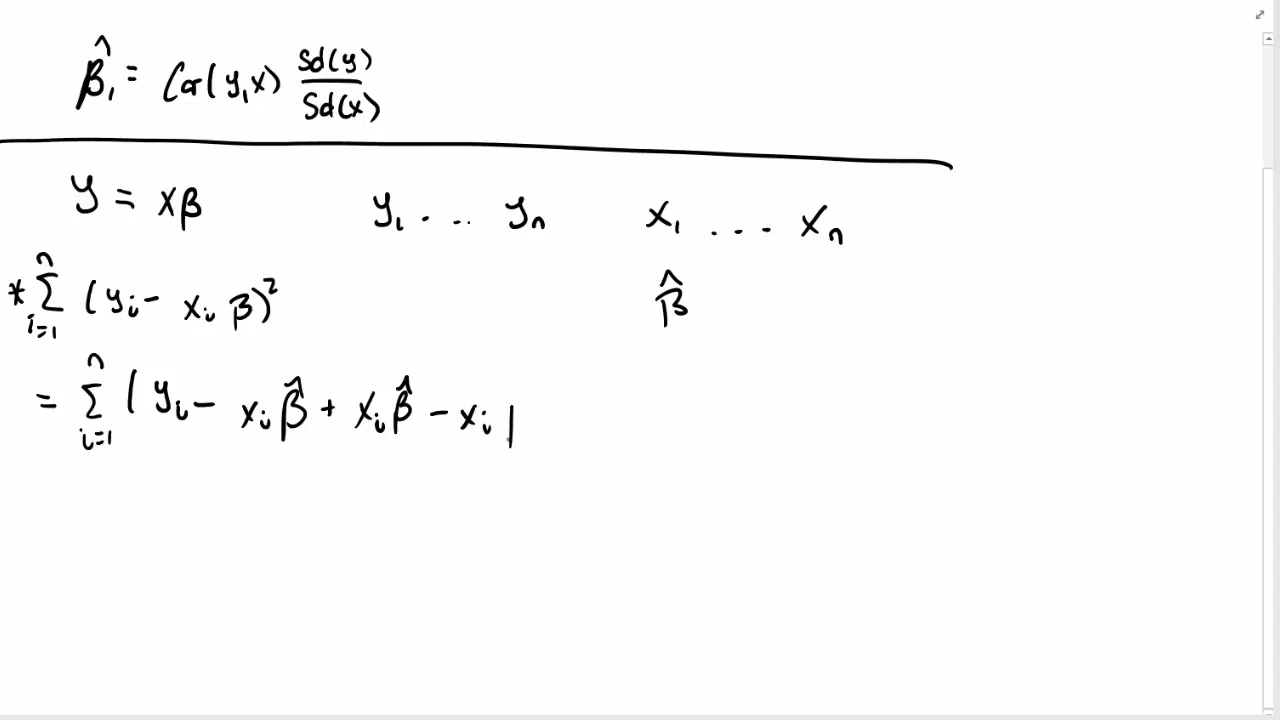 β̂₁ = Cor(y,x) Sd(y)/Sd(x)
y = xβ y₁ . .. yₙ x₁ ... xₙ
* Σᵢ₌₁ⁿ (yᵢ - xᵢ β)² β̂
= Σᵢ₌₁ⁿ ( yᵢ - xᵢ β̂ + xᵢ β̂ - xᵢ |